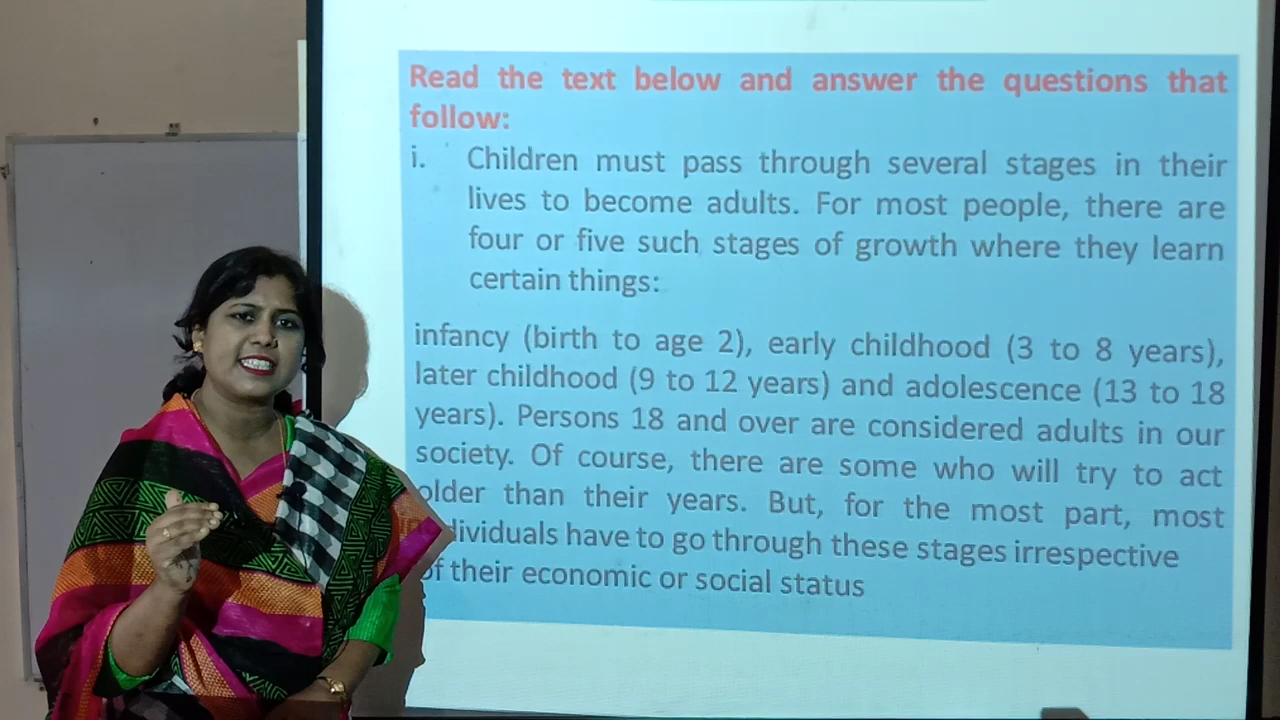 Read the text below and answer the questions that
follow:
i. Children must pass through several stages in their
lives to become adults. For most people, there are
four or five such stages of growth where they learn
certain things:
infancy (birth to age 2), early childhood (3 to 8 years),
later childhood (9 to 12 years) and adolescence (13 to 18
years). Persons 18 and over are considered adults in our
society. Of course, there are some who will try to act
older than their years. But, for the most part, most
dividuals have to go through these stages irrespective
of their economic or social status